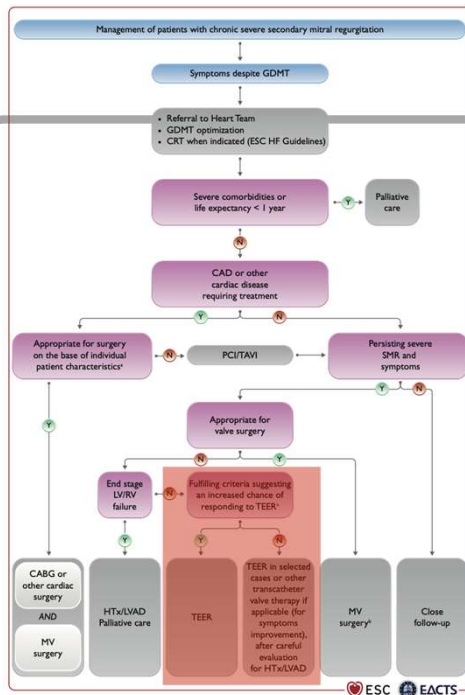 Management of patients with chronic severe secondary mitral regurgitation
Symptoms despite GDMT
• Referral to Heart Team
• GDMT optimization
• CRT when indicated (ESC HF Guidelines)
Severe comorbidities or
life expectancy < 1 year
Y
Palliative
care
N
CAD or other
cardiac disease
requiring treatment
Y
N
Appropriate for surgery
on the base of individual
patient characteristics
N
PCI/TAVI
Persisting severe
SMR and
symptoms
Y
N
Y
Appropriate for
valve surgery
N
Y
End stage
LV/RV
failure
N
Fulfilling criteria suggesting
an increased chance of
responding to TEER
Y
Y
N
CABG or
other cardiac
surgery
AND
MV
surgery
HTx/LVAD
Palliative care
TEER
TEER in selected
cases or other
transcatheter
valve therapy if
applicable (for
symptoms
improvement),
after careful
evaluation
for HTx/LVAD
MV
surgery
Close
follow-up
ESC
EACTS